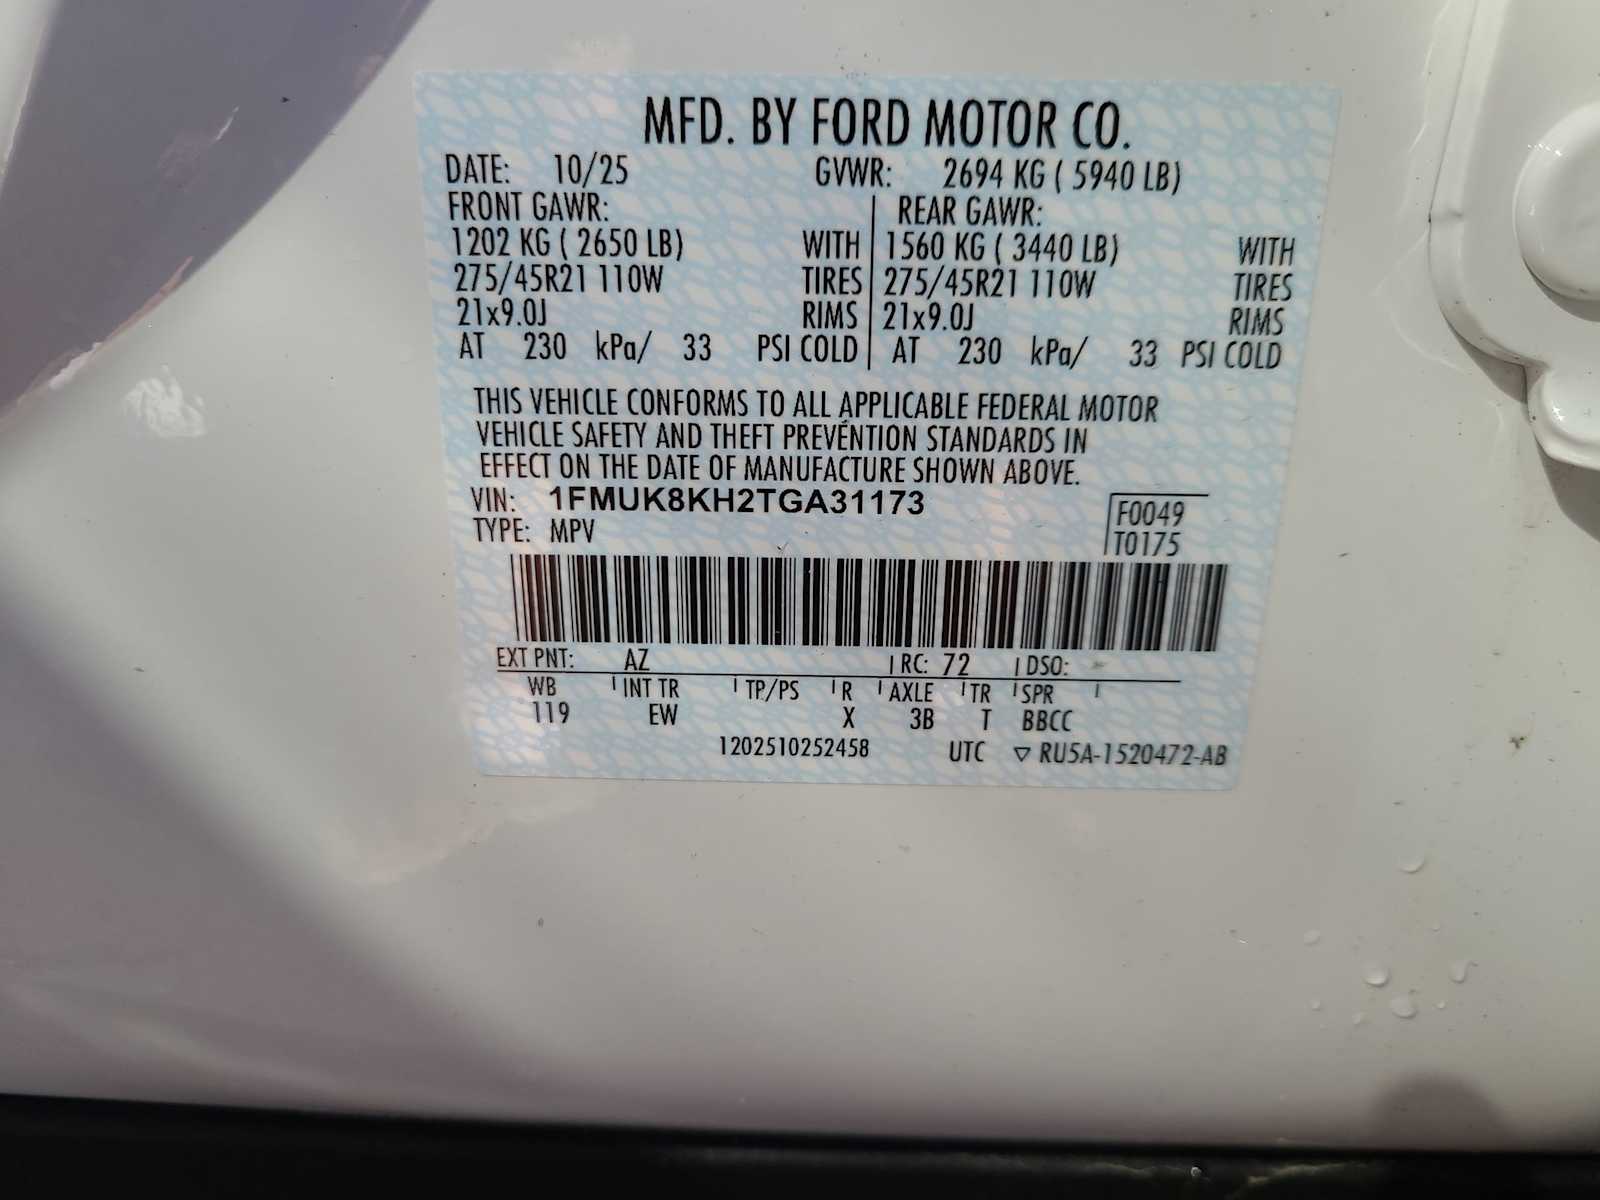 MFD. BY FORD MOTOR CO.
DATE: 10/25 GVWR: 2694 KG ( 5940 LB)
FRONT GAWR: REAR GAWR:
1202 KG ( 2650 LB) WITH 1560 KG ( 3440 LB) WITH
275/45R21 110W TIRES 275/45R21 110W TIRES
21x9.0J RIMS 21x9.0J RIMS
AT 230 kPa/ 33 PSI COLD AT 230 kPa/ 33 PSI COLD
THIS VEHICLE CONFORMS TO ALL APPLICABLE FEDERAL MOTOR
VEHICLE SAFETY AND THEFT PREVENTION STANDARDS IN
EFFECT ON THE DATE OF MANUFACTURE SHOWN ABOVE.
VIN: 1FMUK8KH2TGA31173 F0049
TYPE: MPV T0175
EXT PNT: AZ RC: 72 DSO:
WB INT TR TP/PS R AXLE TR SPR
119 EW X 3B T BBCC
1202510252458 UTC ▽ RU5A-1520472-AB